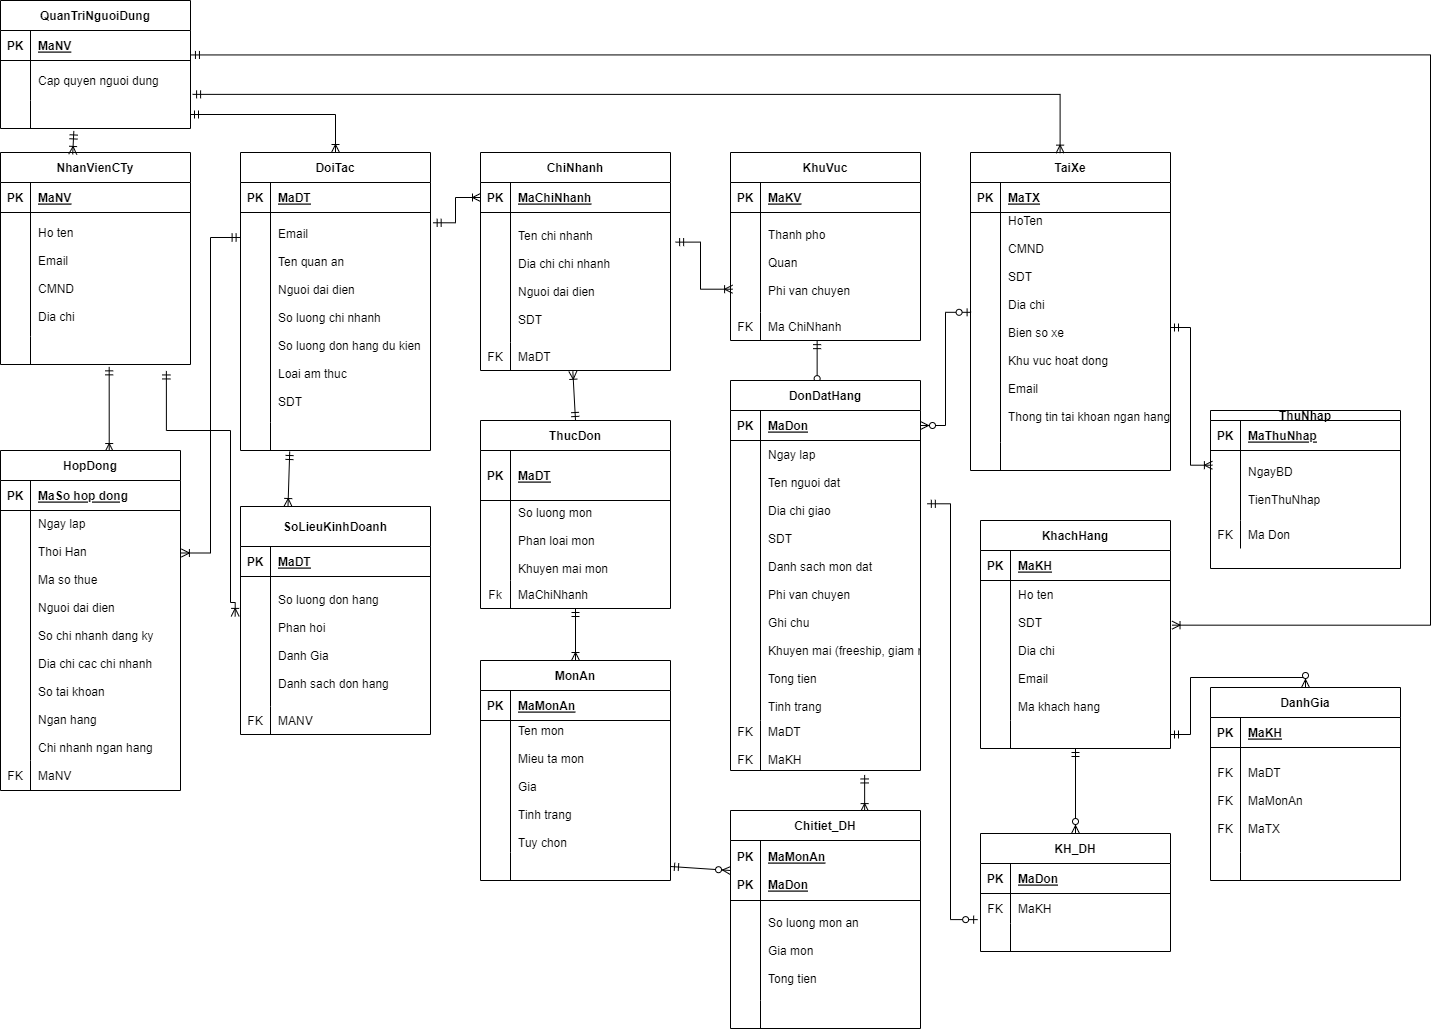 QuanTriNguoiDung
PK MaNV
Cap quyen nguoi dung
NhanVienCTy
PK MaNV
Ho ten
Email
CMND
Dia chi
DoiTac
PK MaDT
Email
Ten quan an
Nguoi dai dien
So luong chi nhanh
So luong don hang du kien
Loai am thuc
SDT
ChiNhanh
PK MaChiNhanh
Ten chi nhanh
Dia chi chi nhanh
Nguoi dai dien
SDT
FK MaDT
KhuVuc
PK MaKV
Thanh pho
Quan
Phi van chuyen
FK Ma ChiNhanh
TaiXe
PK MaTX
HoTen
CMND
SDT
Dia chi
Bien so xe
Khu vuc hoat dong
Email
Thong tin tai khoan ngan hang
ThuNhap
PK MaThuNhap
NgayBD
TienThuNhap
FK Ma Don
HopDong
PK MaSo hop dong
Ngay lap
Thoi Han
Ma so thue
Nguoi dai dien
So chi nhanh dang ky
Dia chi cac chi nhanh
So tai khoan
Ngan hang
Chi nhanh ngan hang
FK MaNV
SoLieuKinhDoanh
PK MaDT
So luong don hang
Phan hoi
Danh Gia
Danh sach don hang
FK MANV
ThucDon
PK MaDT
So luong mon
Phan loai mon
Khuyen mai mon
Fk MaChiNhanh
MonAn
PK MaMonAn
Ten mon
Mieu ta mon
Gia
Tinh trang
Tuy chon
DonDatHang
PK MaDon
Ngay lap
Ten nguoi dat
Dia chi giao
SDT
Danh sach mon dat
Phi van chuyen
Ghi chu
Khuyen mai (freeship, giam
Tong tien
Tinh trang
FK MaDT
FK MaKH
Chitiet_DH
PK MaMonAn
PK MaDon
So luong mon an
Gia mon
Tong tien
KhachHang
PK MaKH
Ho ten
SDT
Dia chi
Email
Ma khach hang
KH_DH
PK MaDon
FK MaKH
DanhGia
PK MaKH
FK MaDT
FK MaMonAn
FK MaTX